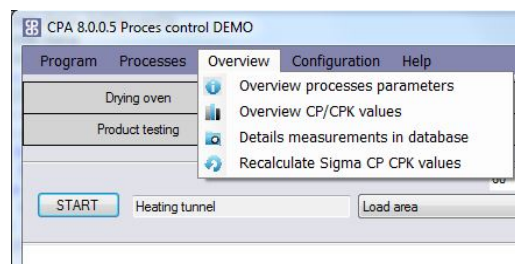 CPA 8.0.0.5 Proces control DEMO
Program Processes Overview Configuration Help
Overview processes parameters
Overview CP/CPK values
Details measurements in database
Recalculate Sigma CP CPK values
Drying oven
Product testing
START Heating tunnel Load area